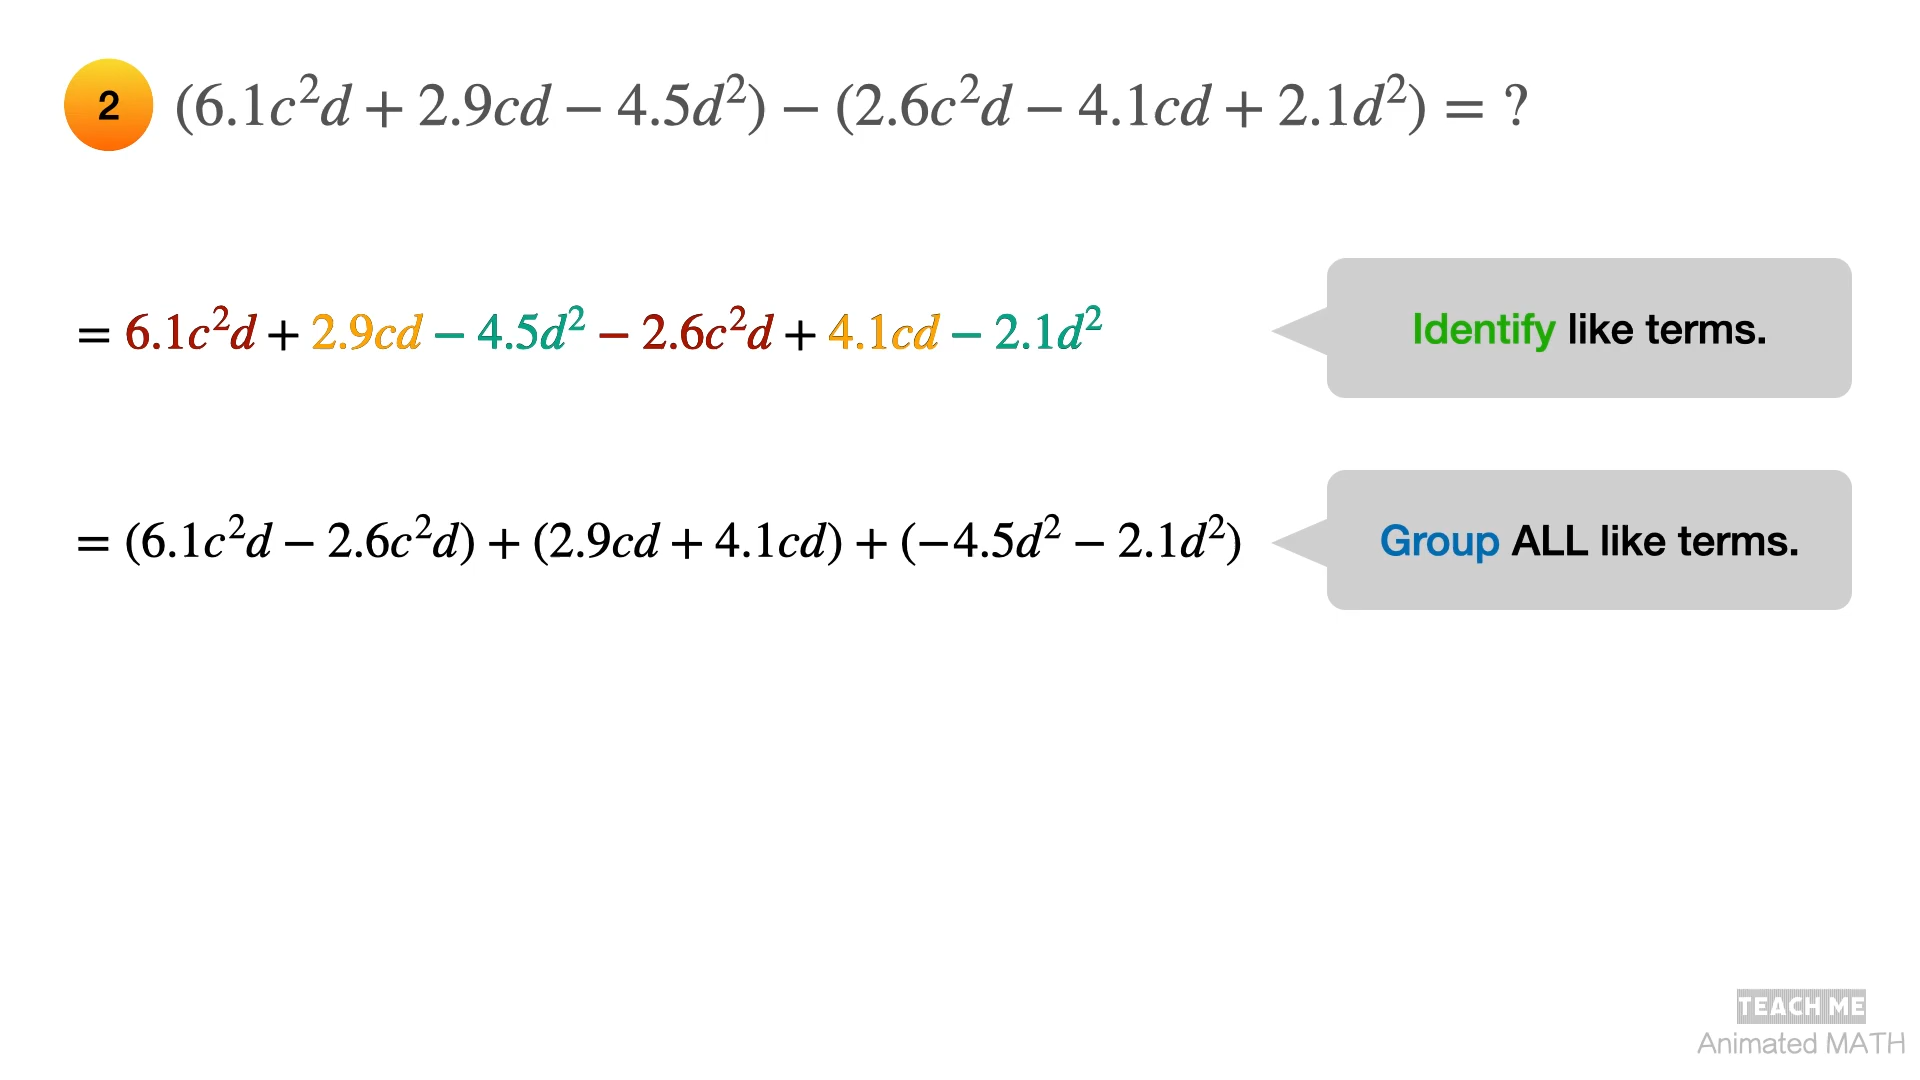 2 (6.1c²d + 2.9cd − 4.5d²) − (2.6c²d − 4.1cd + 2.1d²) = ?
= 6.1c²d + 2.9cd − 4.5d² − 2.6c²d + 4.1cd − 2.1d²
Identify like terms.
= (6.1c²d − 2.6c²d) + (2.9cd + 4.1cd) + (−4.5d² − 2.1d²)
Group ALL like terms.
TEACH ME
Animated MATH